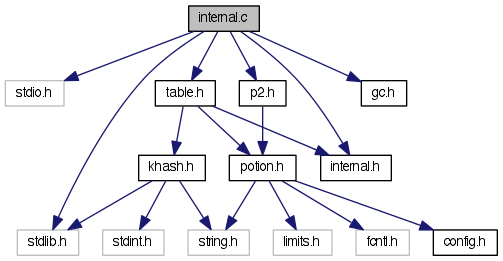 internal.c
stdio.h
table.h
p2.h
gc.h
khash.h
potion.h
internal.h
stdlib.h
stdint.h
string.h
limits.h
fcntl.h
config.h